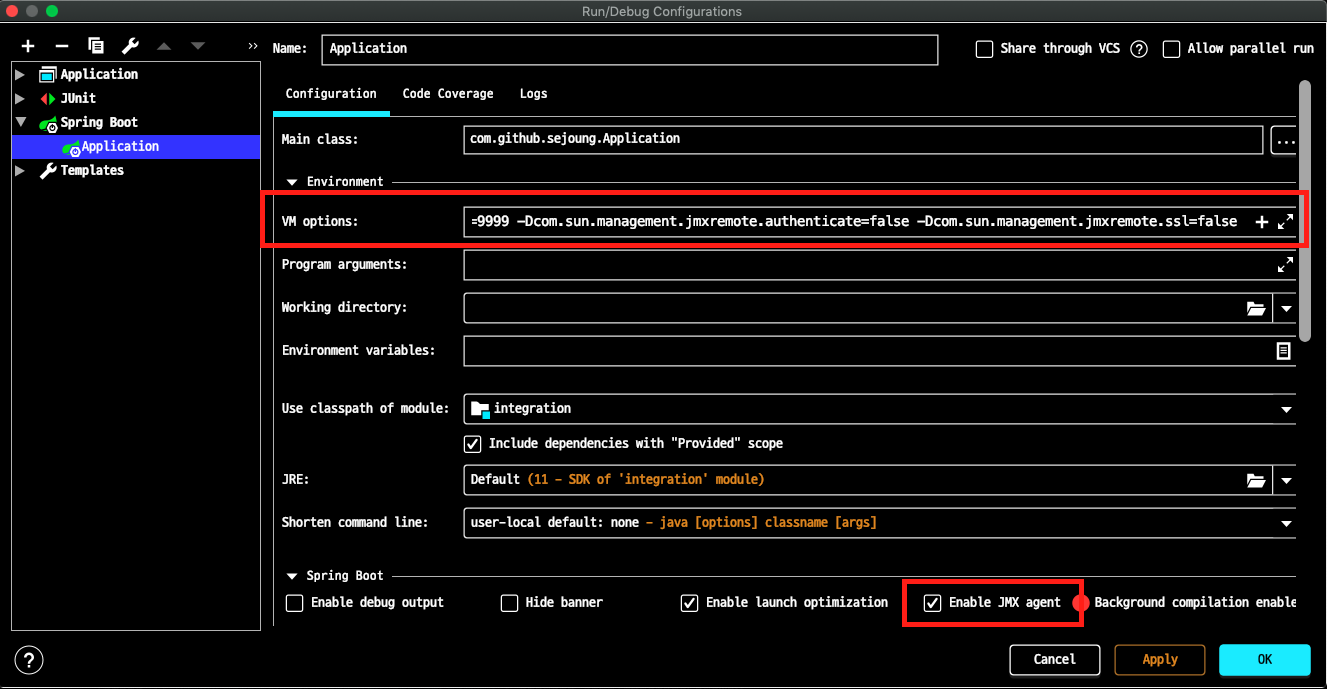 Run/Debug Configurations
Name: Application Share through VCS ? Allow parallel run
Application
JUnit
Spring Boot
Application
Templates
Configuration Code Coverage Logs
Main class: com.github.sejoung.Application ...
Environment
VM options: =9999 -Dcom.sun.management.jmxremote.authenticate=false -Dcom.sun.management.jmxremote.ssl=false
Program arguments:
Working directory:
Environment variables:
Use classpath of module: integration
Include dependencies with "Provided" scope
JRE: Default (11 - SDK of 'integration' module)
Shorten command line: user-local default: none - java [options] classname [args]
Spring Boot
Enable debug output Hide banner Enable launch optimization Enable JMX agent Background compilation enable
? Cancel Apply OK